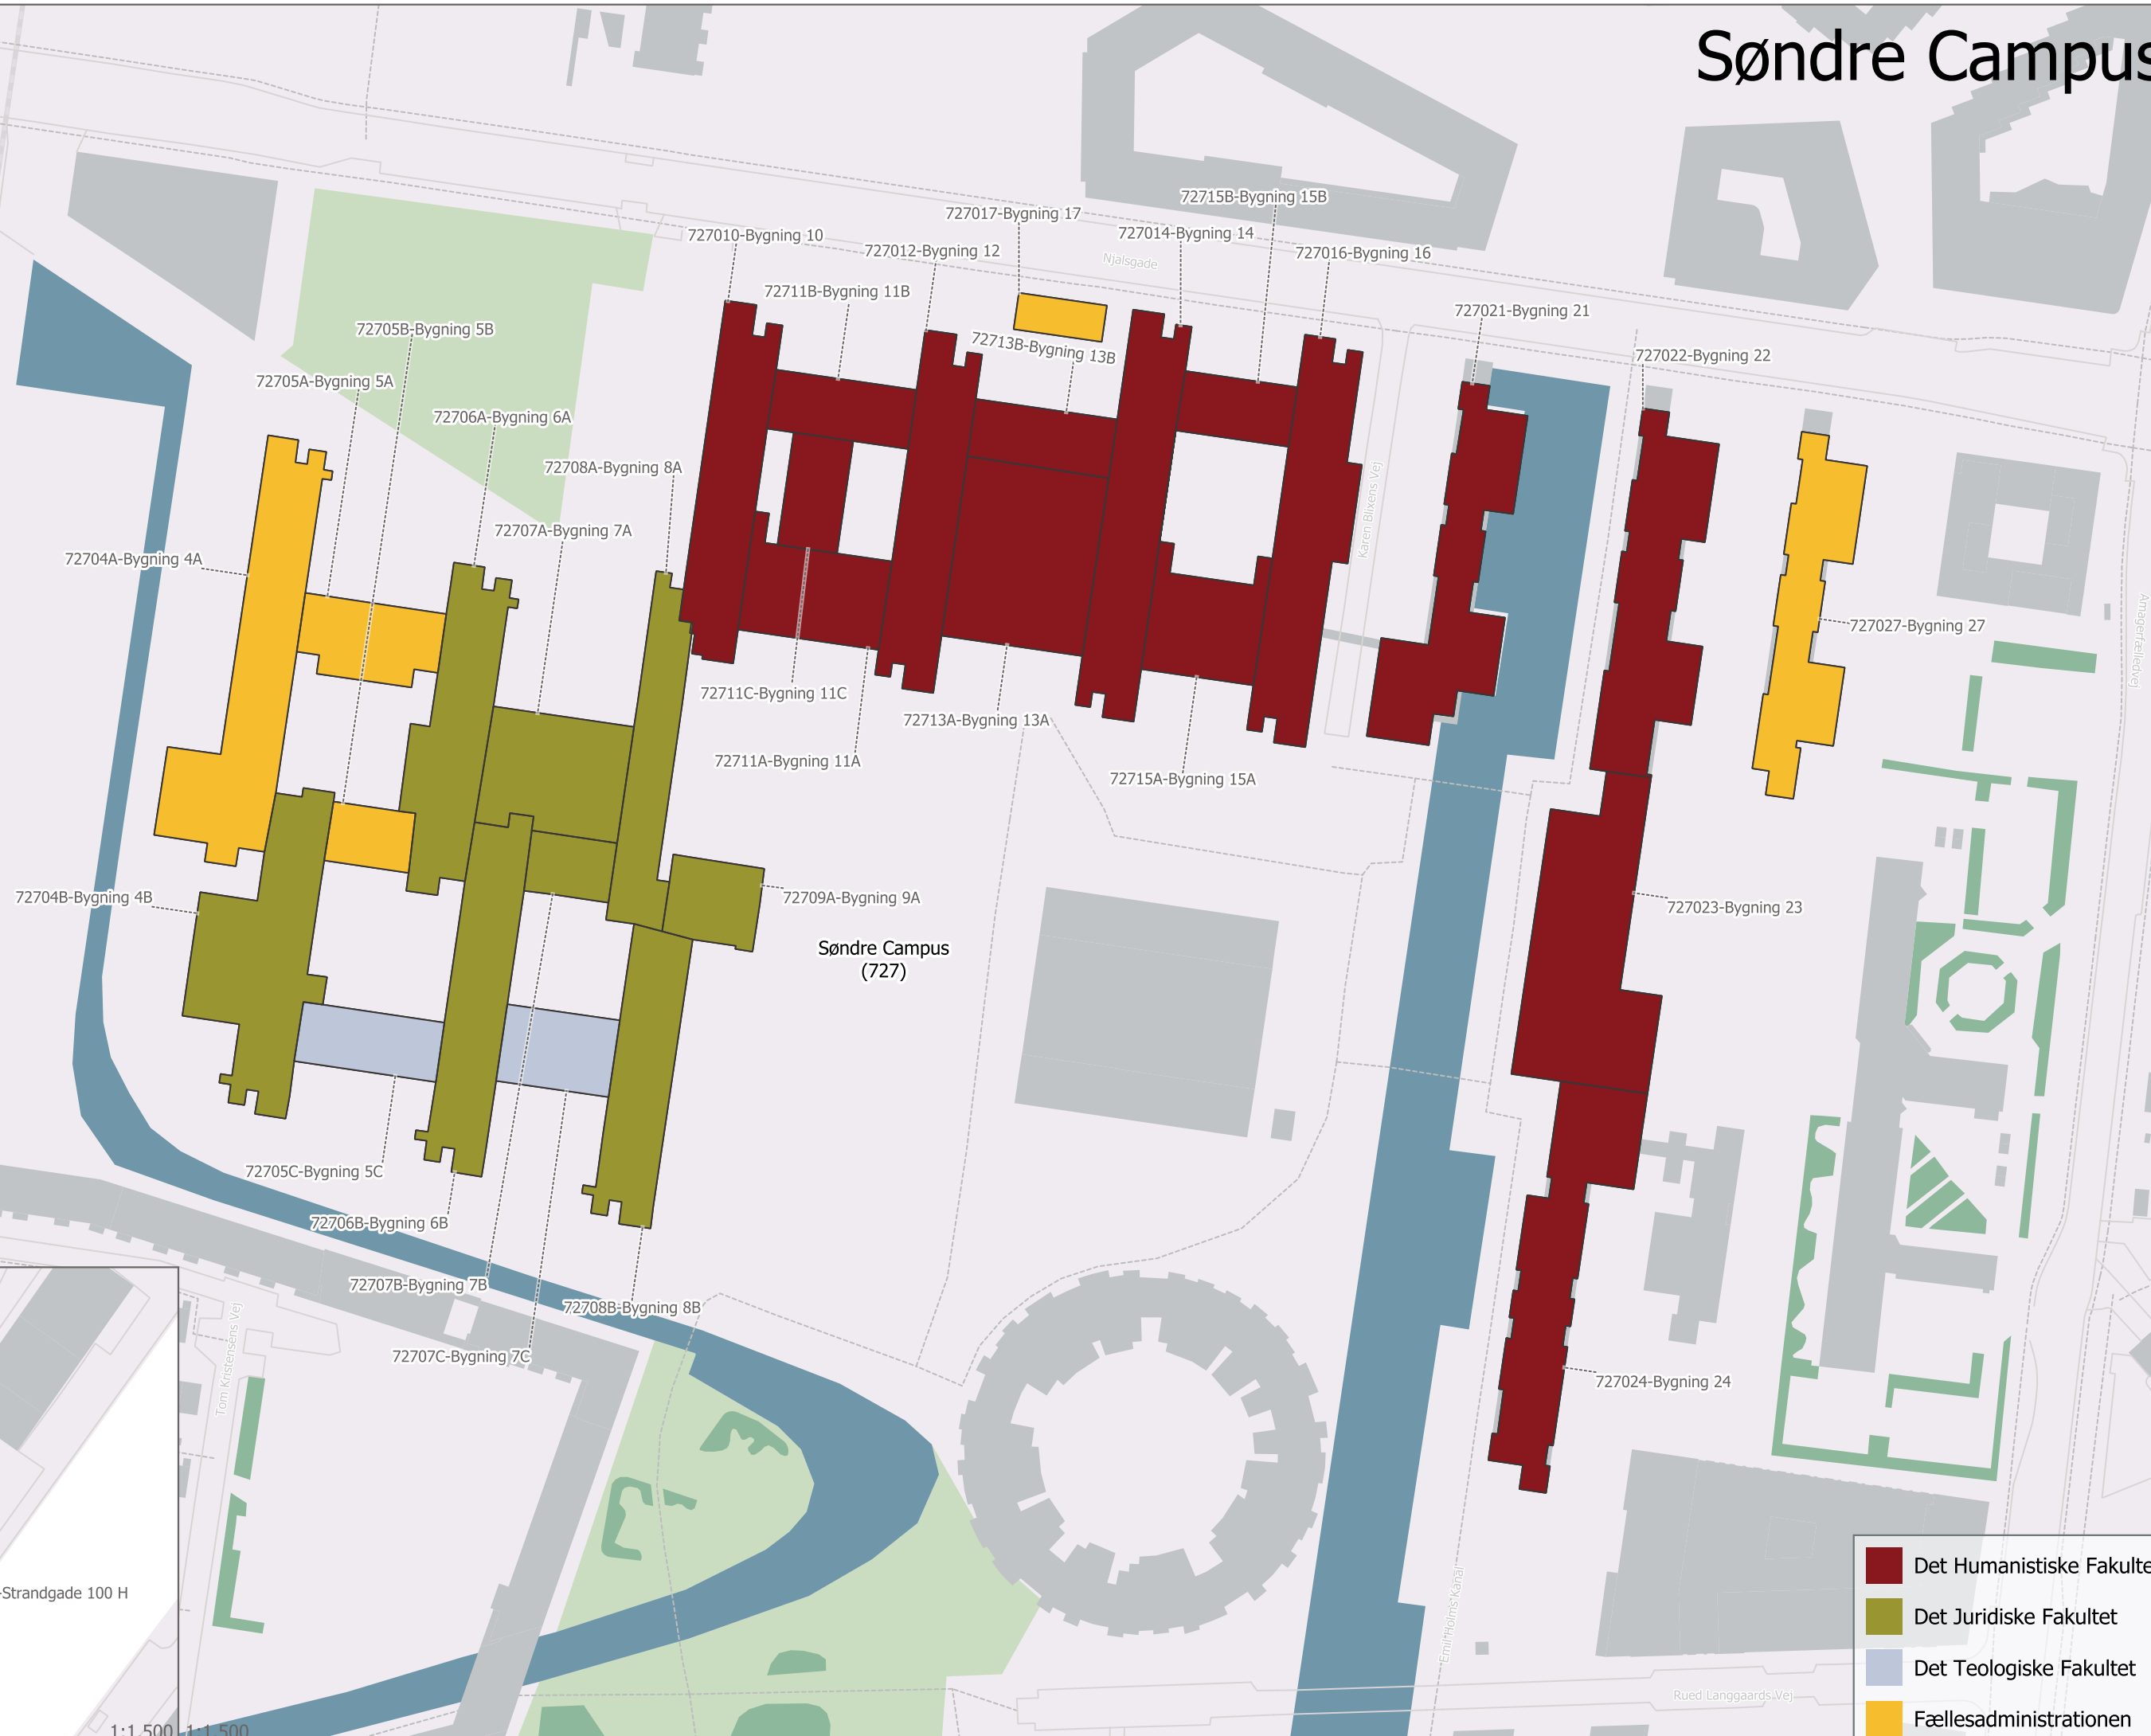 Søndre Campus
72715B-Bygning 15B
727017-Bygning 17
727010-Bygning 10
727014-Bygning 14
727012-Bygning 12
727016-Bygning 16
Njalsgade
72711B-Bygning 11B
727021-Bygning 21
72705B-Bygning 5B
72713B-Bygning 13B
727022-Bygning 22
72705A-Bygning 5A
72706A-Bygning 6A
72708A-Bygning 8A
Karen Blixens Vej
72707A-Bygning 7A
72704A-Bygning 4A
727027-Bygning 27
Amagerfælledvej
72711C-Bygning 11C
72713A-Bygning 13A
72711A-Bygning 11A
72715A-Bygning 15A
72704B-Bygning 4B
72709A-Bygning 9A
727023-Bygning 23
Søndre Campus
(727)
72705C-Bygning 5C
72706B-Bygning 6B
72707B-Bygning 7B
72708B-Bygning 8B
72707C-Bygning 7C
Tom Kristensens Vej
727024-Bygning 24
-Strandgade 100 H
Emil Holms Kanal
Det Humanistiske Fakulte
Det Juridiske Fakultet
Det Teologiske Fakultet
Rued Langgaards Vej
Fællesadministrationen
1:1.500 1:1.500